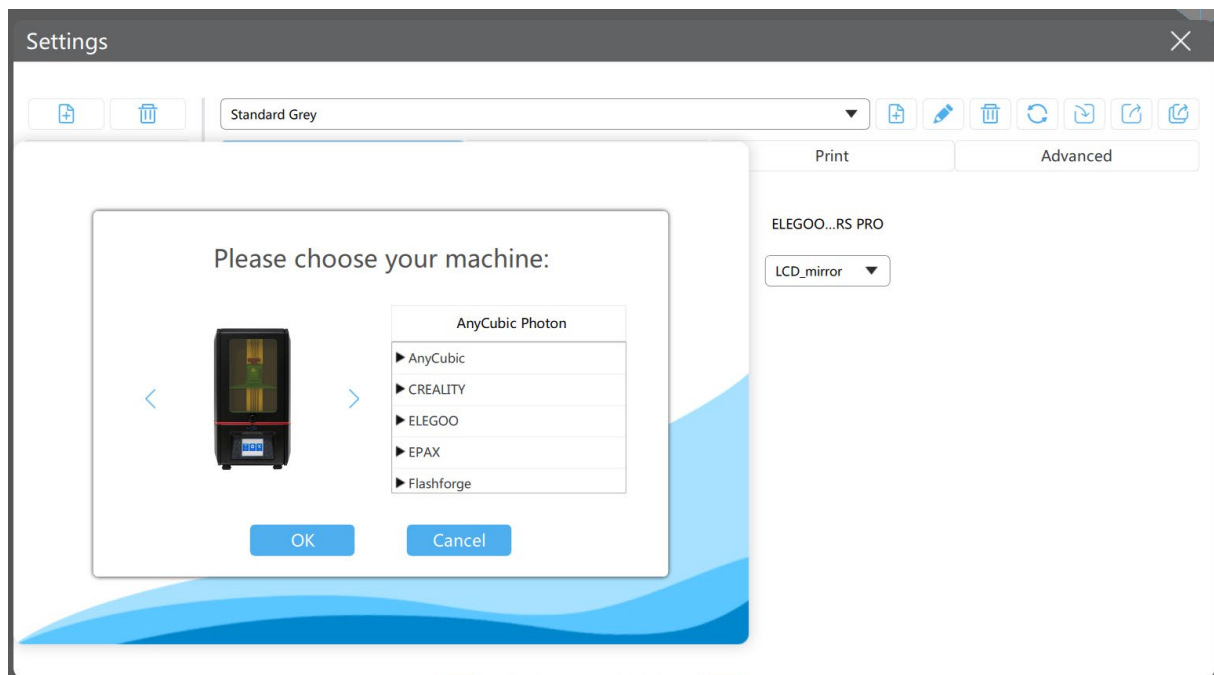 Settings
Standard Grey
Print
Advanced
ELEGOO...RS PRO
LCD_mirror
Please choose your machine:
AnyCubic Photon
AnyCubic
CREALITY
ELEGOO
EPAX
Flashforge
OK
Cancel